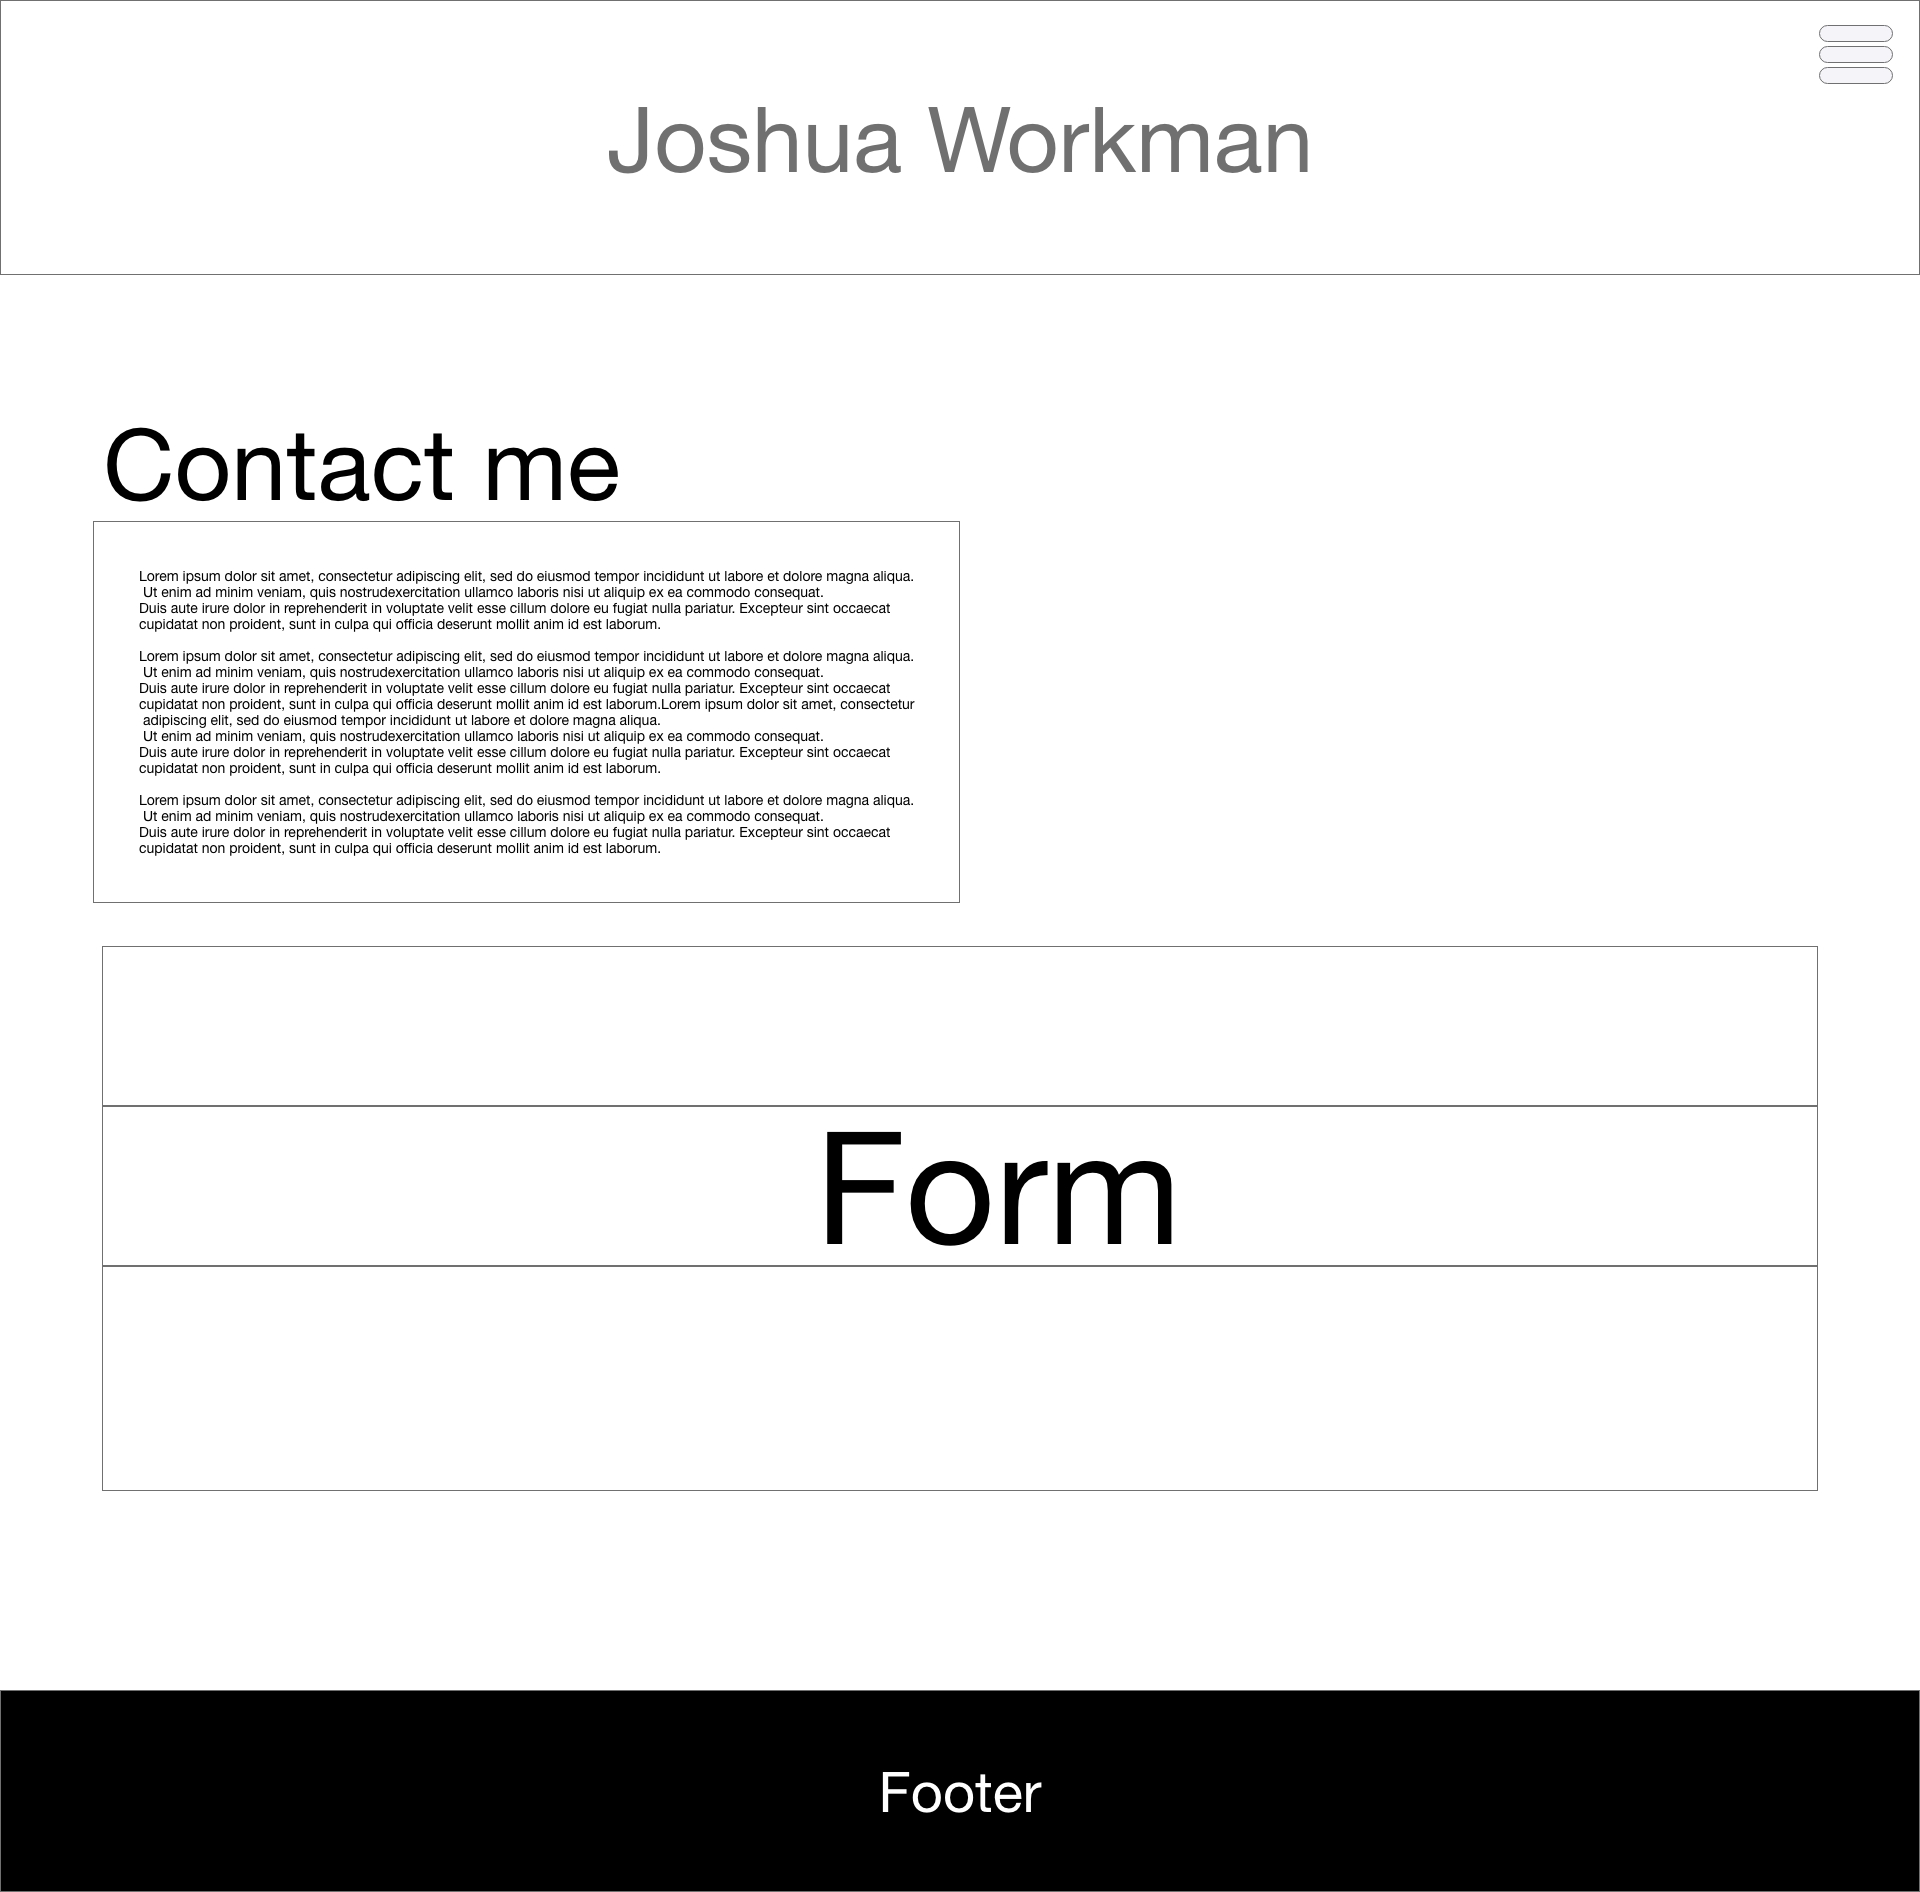 Joshua Workman
Contact me
Lorem ipsum dolor sit amet, consectetur adipiscing elit, sed do eiusmod tempor incididunt ut labore et dolore magna aliqua.
Ut enim ad minim veniam, quis nostrudexercitation ullamco laboris nisi ut aliquip ex ea commodo consequat.
Duis aute irure dolor in reprehenderit in voluptate velit esse cillum dolore eu fugiat nulla pariatur. Excepteur sint occaecat
cupidatat non proident, sunt in culpa qui officia deserunt mollit anim id est laborum.
Lorem ipsum dolor sit amet, consectetur adipiscing elit, sed do eiusmod tempor incididunt ut labore et dolore magna aliqua.
Ut enim ad minim veniam, quis nostrudexercitation ullamco laboris nisi ut aliquip ex ea commodo consequat.
Duis aute irure dolor in reprehenderit in voluptate velit esse cillum dolore eu fugiat nulla pariatur. Excepteur sint occaecat
cupidatat non proident, sunt in culpa qui officia deserunt mollit anim id est laborum.Lorem ipsum dolor sit amet, consectetur
adipiscing elit, sed do eiusmod tempor incididunt ut labore et dolore magna aliqua.
Ut enim ad minim veniam, quis nostrudexercitation ullamco laboris nisi ut aliquip ex ea commodo consequat.
Duis aute irure dolor in reprehenderit in voluptate velit esse cillum dolore eu fugiat nulla pariatur. Excepteur sint occaecat
cupidatat non proident, sunt in culpa qui officia deserunt mollit anim id est laborum.
Lorem ipsum dolor sit amet, consectetur adipiscing elit, sed do eiusmod tempor incididunt ut labore et dolore magna aliqua.
Ut enim ad minim veniam, quis nostrudexercitation ullamco laboris nisi ut aliquip ex ea commodo consequat.
Duis aute irure dolor in reprehenderit in voluptate velit esse cillum dolore eu fugiat nulla pariatur. Excepteur sint occaecat
cupidatat non proident, sunt in culpa qui officia deserunt mollit anim id est laborum.
Form
Footer